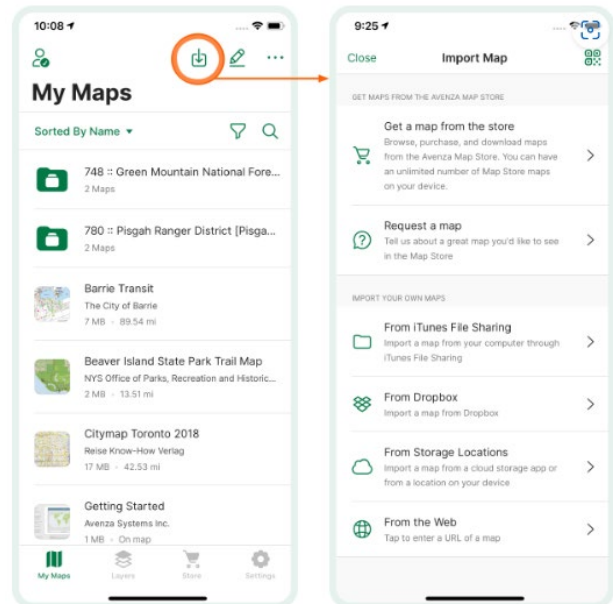 10:08
My Maps
Sorted By Name
748 :: Green Mountain National Fore...
2 Maps
780 :: Pisgah Ranger District [Pisga...
2 Maps
Barrie Transit
The City of Barrie
7 MB · 89.54 mi
Beaver Island State Park Trail Map
NYS Office of Parks, Recreation and Historic...
2 MB · 13.51 mi
Citymap Toronto 2018
Reise Know-How Verlag
17 MB · 42.53 mi
Getting Started
Avenza Systems Inc.
1 MB · On map
My Maps
Layers
Store
Settings
9:25
Close
Import Map
GET MAPS FROM THE AVENZA MAP STORE
Get a map from the store
Browse, purchase, and download maps
from the Avenza Map Store. You can have
an unlimited number of Map Store maps
on your device.
Request a map
Tell us about a great map you'd like to see
in the Map Store
IMPORT YOUR OWN MAPS
From iTunes File Sharing
Import a map from your computer through
iTunes File Sharing
From Dropbox
Import a map from Dropbox
From Storage Locations
Import a map from a cloud storage app or
from a location on your device
From the Web
Tap to enter a URL of a map